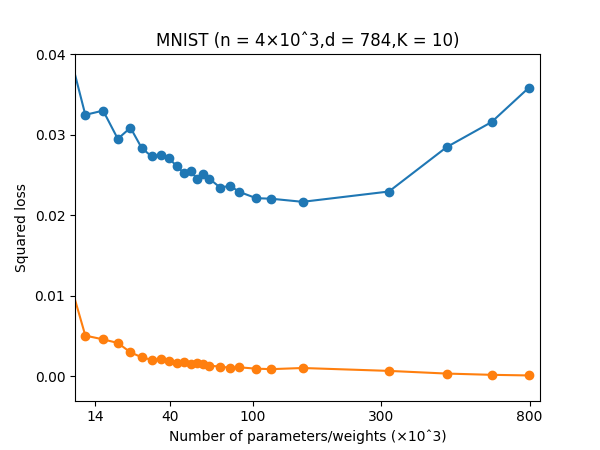 MNIST (n = 4×10ˆ3,d = 784,K = 10)
Squared loss
0.04
0.03
0.02
0.01
0.00
14 40 100 300 800
Number of parameters/weights (×10ˆ3)